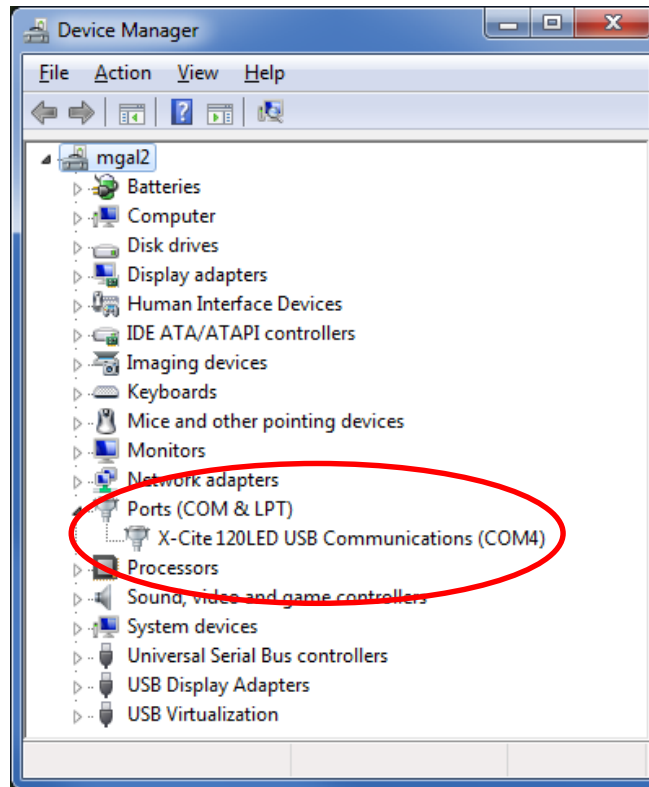 Device Manager
File Action View Help
mgal2
Batteries
Computer
Disk drives
Display adapters
Human Interface Devices
IDE ATA/ATAPI controllers
Imaging devices
Keyboards
Mice and other pointing devices
Monitors
Network adapters
Ports (COM & LPT)
X-Cite 120LED USB Communications (COM4)
Processors
Sound, video and game controllers
System devices
Universal Serial Bus controllers
USB Display Adapters
USB Virtualization